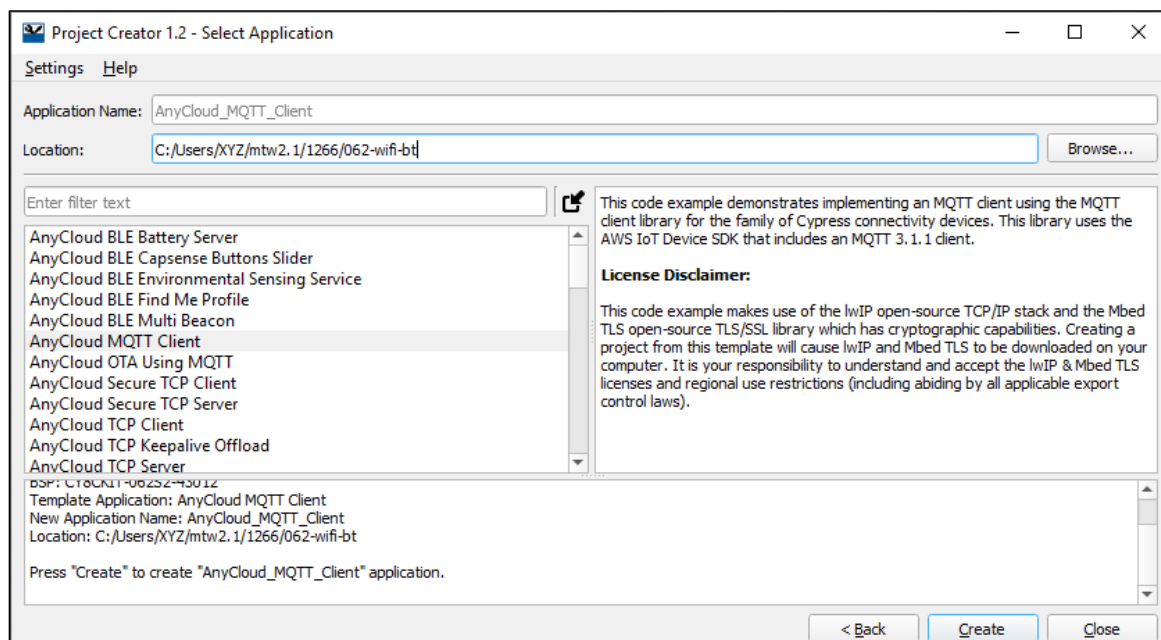 Project Creator 1.2 - Select Application
Settings Help
Application Name: AnyCloud_MQTT_Client
Location: C:/Users/XYZ/mtw2.1/1266/062-wifi-bt
Browse...
Enter filter text
AnyCloud BLE Battery Server
AnyCloud BLE Capsense Buttons Slider
AnyCloud BLE Environmental Sensing Service
AnyCloud BLE Find Me Profile
AnyCloud BLE Multi Beacon
AnyCloud MQTT Client
AnyCloud OTA Using MQTT
AnyCloud Secure TCP Client
AnyCloud Secure TCP Server
AnyCloud TCP Client
AnyCloud TCP Keepalive Offload
AnyCloud TCP Server
This code example demonstrates implementing an MQTT client using the MQTT
client library for the family of Cypress connectivity devices. This library uses the
AWS IoT Device SDK that includes an MQTT 3.1.1 client.
License Disclaimer:
This code example makes use of the lwIP open-source TCP/IP stack and the Mbed
TLS open-source TLS/SSL library which has cryptographic capabilities. Creating a
project from this template will cause lwIP and Mbed TLS to be downloaded on your
computer. It is your responsibility to understand and accept the lwIP & Mbed TLS
licenses and regional use restrictions (including abiding by all applicable export
control laws).
BSP: CY8CKIT-062S2-43012
Template Application: AnyCloud MQTT Client
New Application Name: AnyCloud_MQTT_Client
Location: C:/Users/XYZ/mtw2.1/1266/062-wifi-bt
Press "Create" to create "AnyCloud_MQTT_Client" application.
< Back
Create
Close